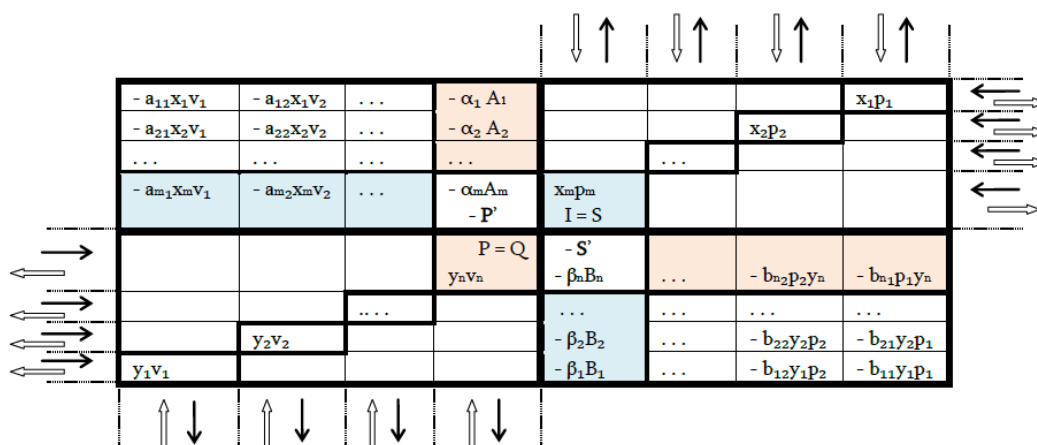 - a₁₁x₁v₁ - a₁₂x₁v₂ . . . - α₁ A₁ x₁p₁
- a₂₁x₂v₁ - a₂₂x₂v₂ . . . - α₂ A₂ x₂p₂
. . . . . . . . . . . . . . .
- aₘ₁xₘv₁ - aₘ₂xₘv₂ . . . - αₘAₘ xₘpₘ
- P’ I = S
P = Q - S’
yₙvₙ - βₙBₙ . . . - bₙ₂p₂yₙ - bₙ₁p₁yₙ
.. . . . . . . . . . . . . . .
y₂v₂ - β₂B₂ . . . - b₂₂y₂p₂ - b₂₁y₂p₁
y₁v₁ - β₁B₁ . . . - b₁₂y₁p₂ - b₁₁y₁p₁